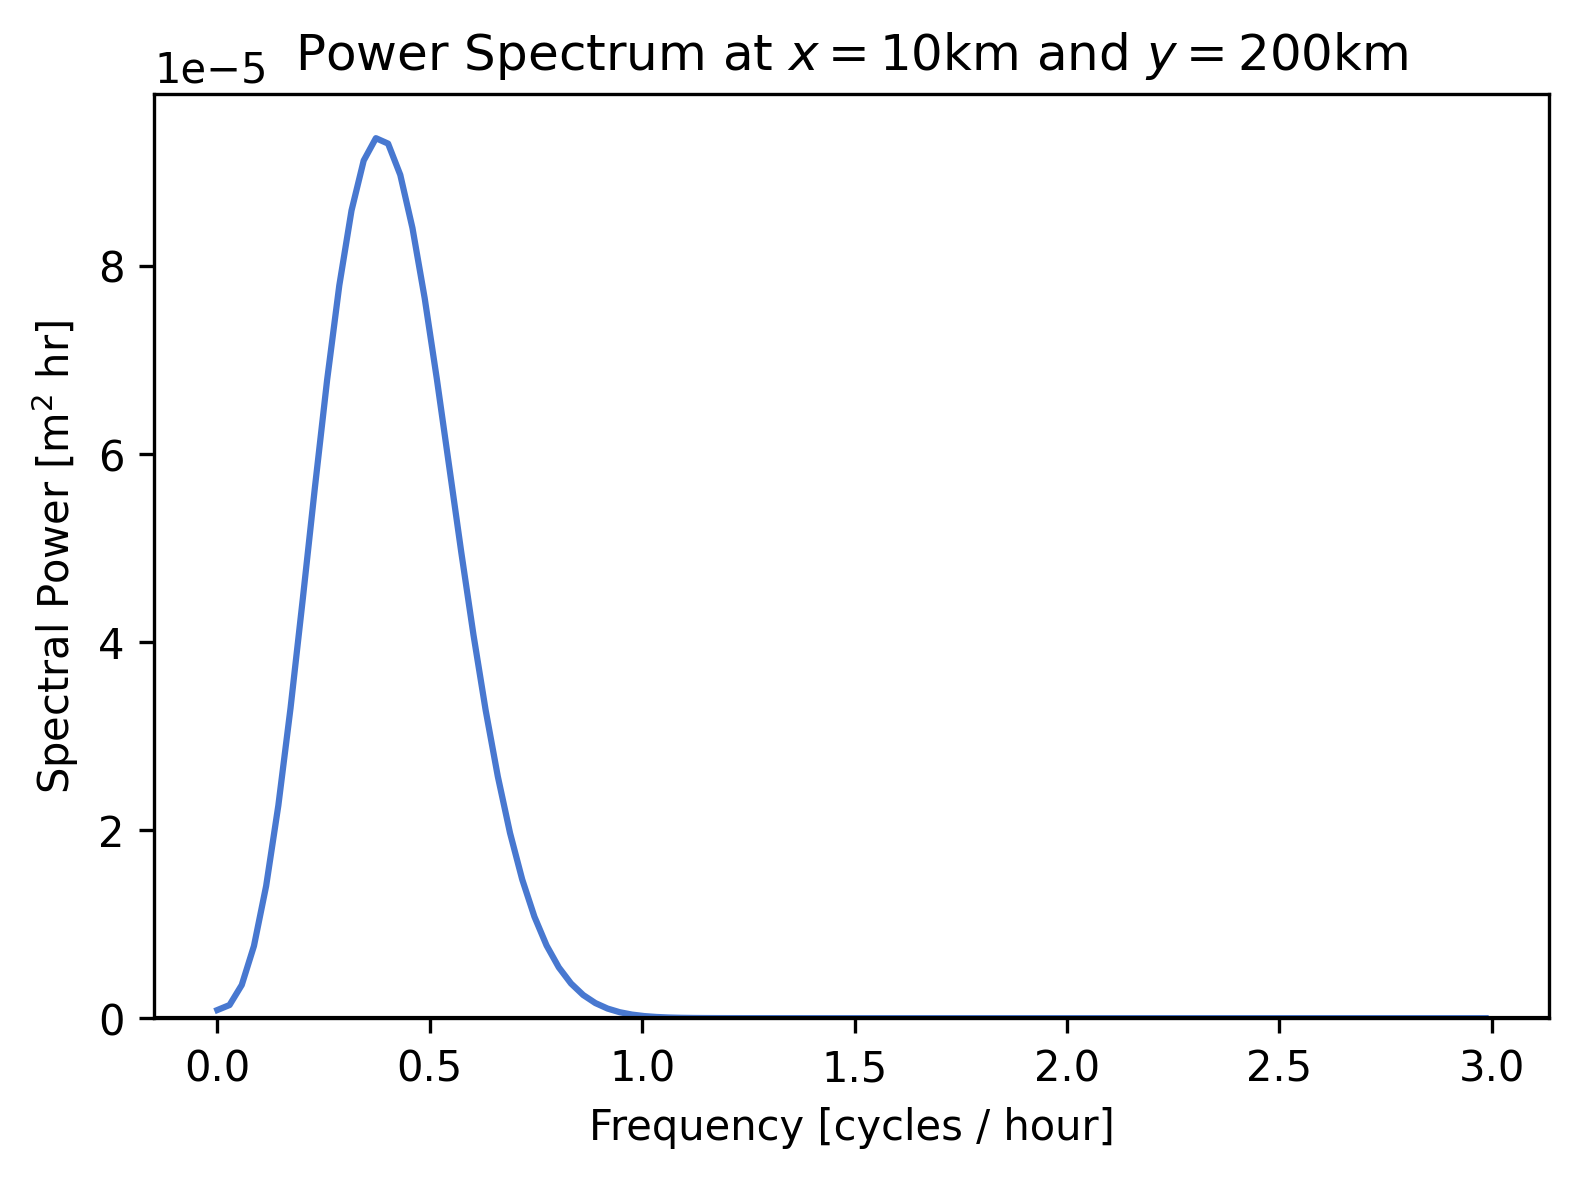 Power Spectrum at x = 10km and y = 200km
1e−5
Spectral Power [m² hr]
8
6
4
2
0
0.0 0.5 1.0 1.5 2.0 2.5 3.0
Frequency [cycles / hour]